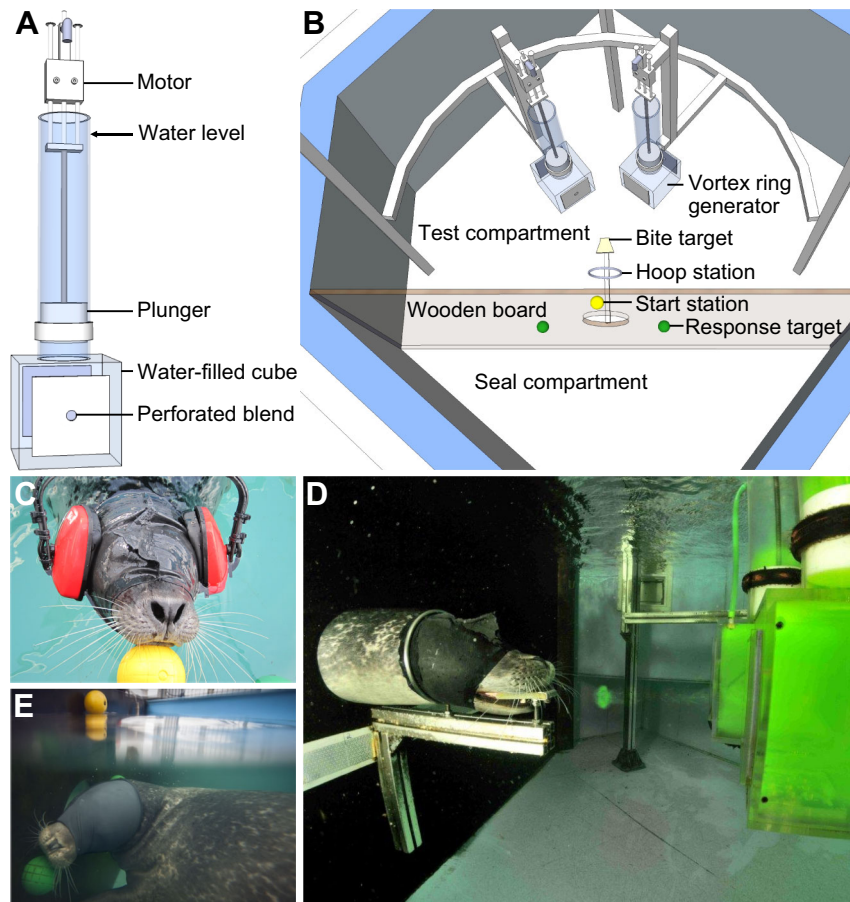 A
Motor
Water level
Plunger
Water-filled cube
Perforated blend
B
Vortex ring
generator
Test compartment
Bite target
Hoop station
Wooden board
Start station
Response target
Seal compartment
C
D
E